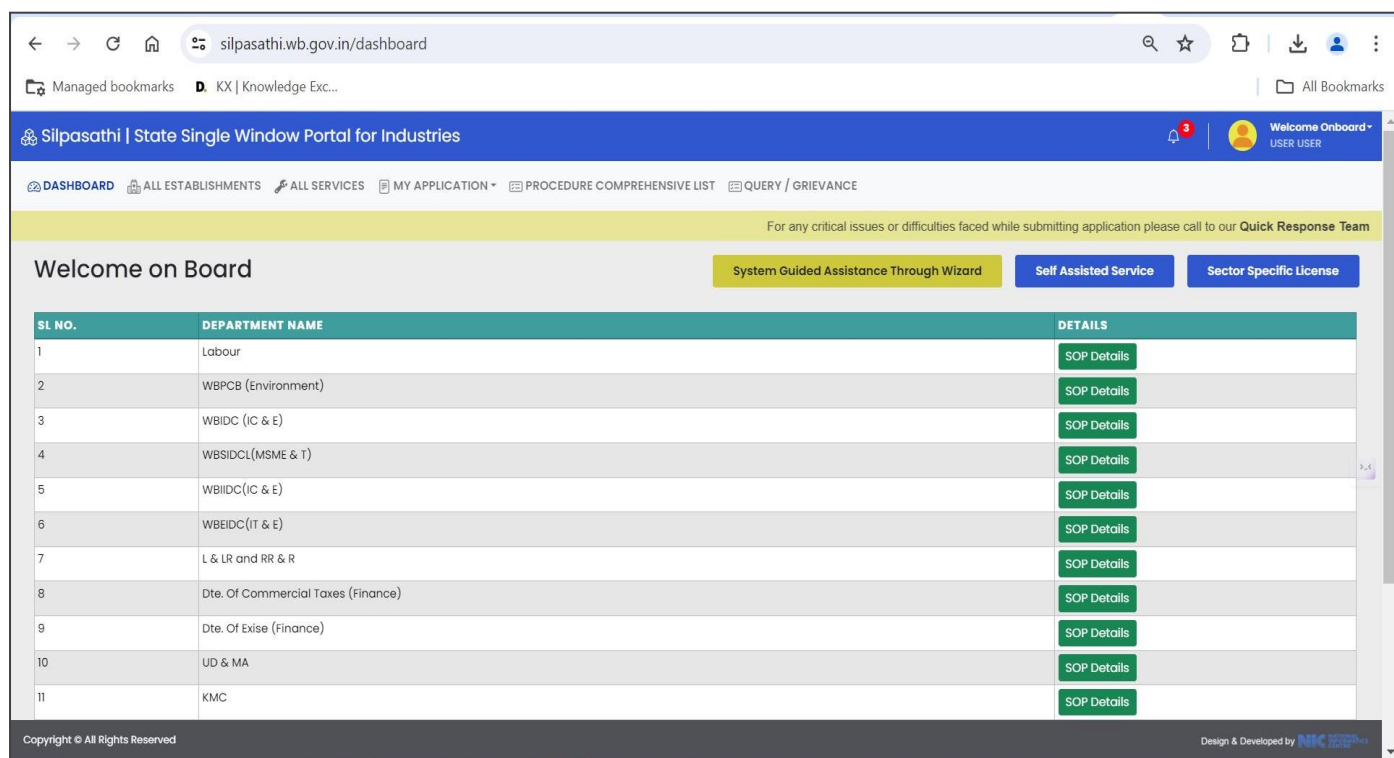 silpasathi.wb.gov.in/dashboard
Managed bookmarks D. KX | Knowledge Exc... All Bookmarks
Silpasathi | State Single Window Portal for Industries 3 Welcome Onboard
USER USER
DASHBOARD ALL ESTABLISHMENTS ALL SERVICES MY APPLICATION PROCEDURE COMPREHENSIVE LIST QUERY / GRIEVANCE
For any critical issues or difficulties faced while submitting application please call to our Quick Response Team
Welcome on Board System Guided Assistance Through Wizard Self Assisted Service Sector Specific License
SL NO. DEPARTMENT NAME DETAILS
1 Labour SOP Details
2 WBPCB (Environment) SOP Details
3 WBIDC (IC & E) SOP Details
4 WBSIDCL(MSME & T) SOP Details
5 WBIIDC(IC & E) SOP Details
6 WBEIDC(IT & E) SOP Details
7 L & LR and RR & R SOP Details
8 Dte. Of Commercial Taxes (Finance) SOP Details
9 Dte. Of Exise (Finance) SOP Details
10 UD & MA SOP Details
11 KMC SOP Details
Copyright © All Rights Reserved Design & Developed by NIC NATIONAL INFORMATICS CENTRE